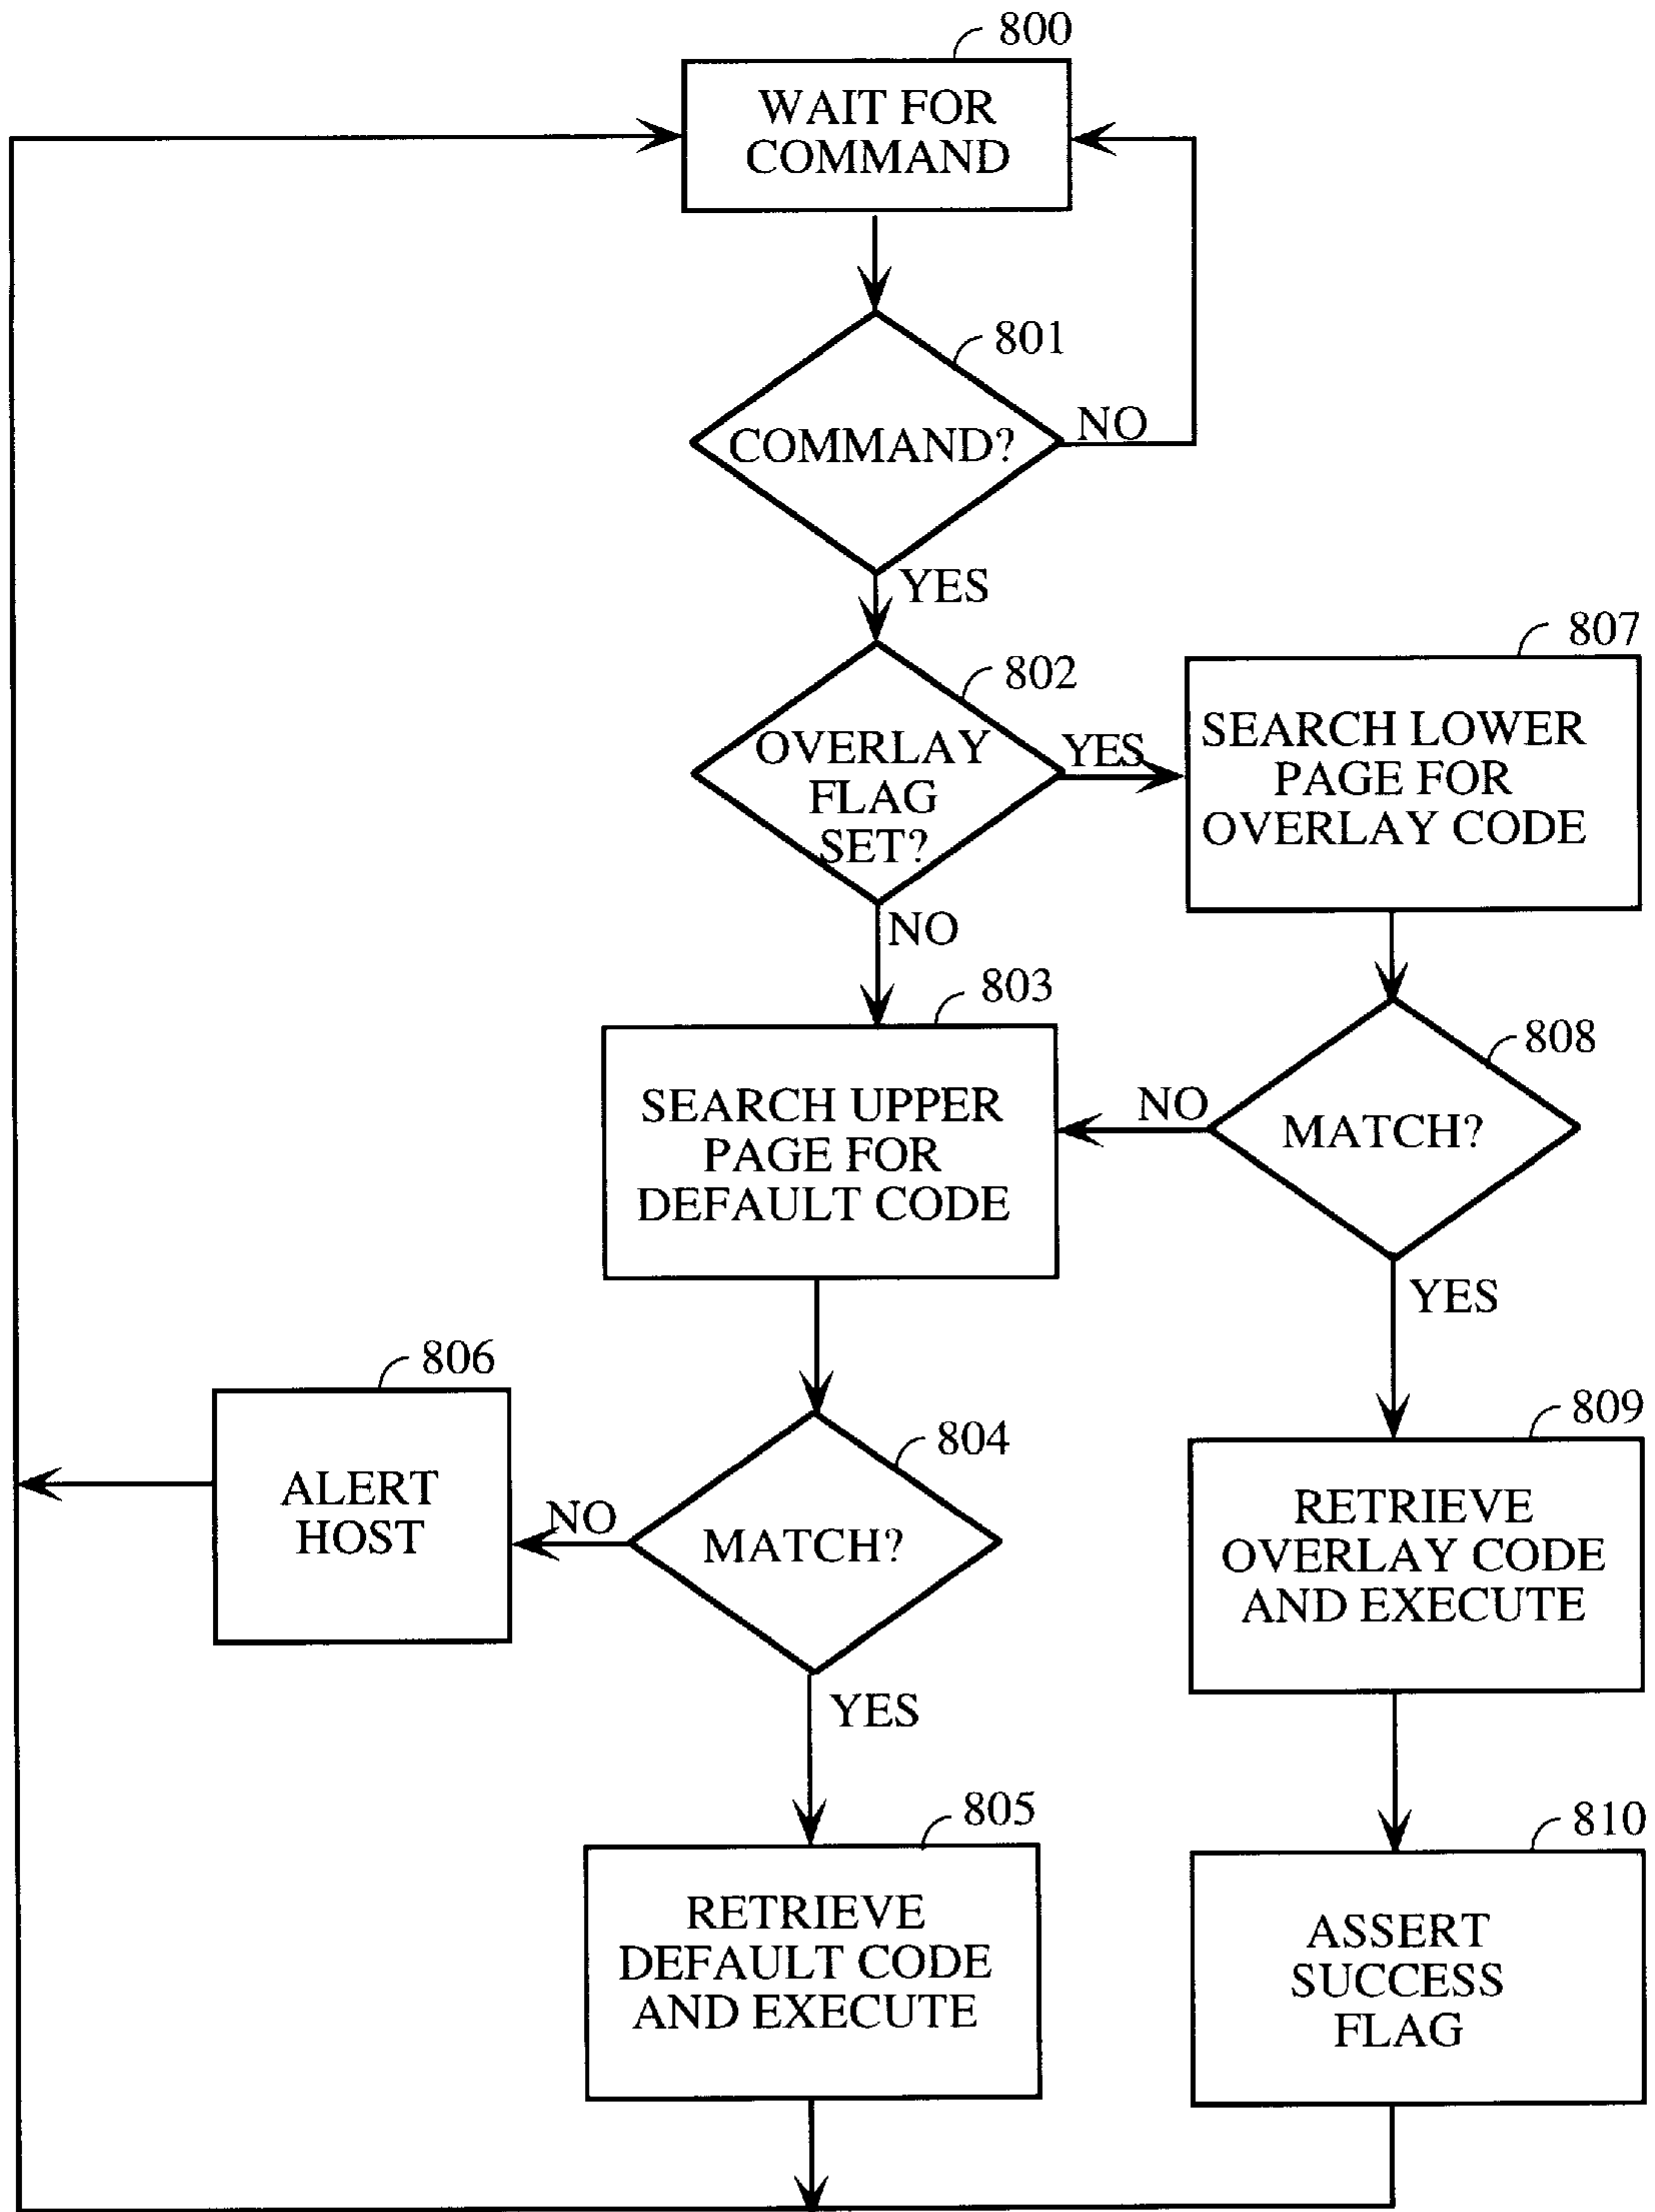 800
WAIT FOR
COMMAND
801
COMMAND?
NO
YES
802
OVERLAY
FLAG
SET?
YES
NO
807
SEARCH LOWER
PAGE FOR
OVERLAY CODE
803
SEARCH UPPER
PAGE FOR
DEFAULT CODE
808
MATCH?
NO
YES
806
ALERT
HOST
804
MATCH?
NO
YES
809
RETRIEVE
OVERLAY CODE
AND EXECUTE
805
RETRIEVE
DEFAULT CODE
AND EXECUTE
810
ASSERT
SUCCESS
FLAG